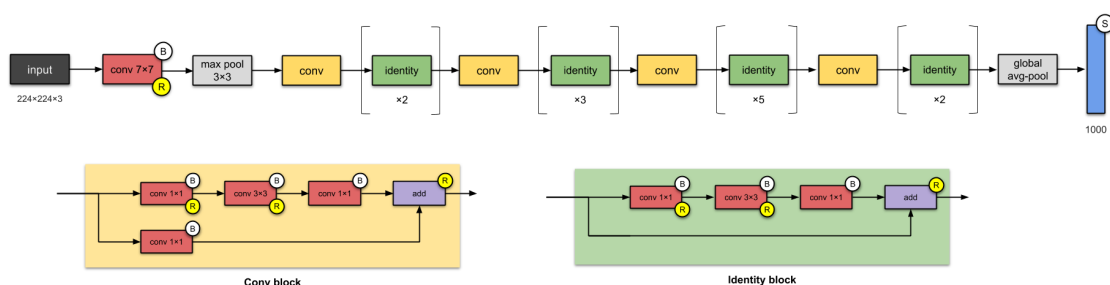 B
S
input
conv 7×7
max pool
3×3
conv
identity
conv
identity
conv
identity
conv
identity
global
avg-pool
R
224×224×3
×2
×3
×5
×2
1000
B
B
B
R
conv 1×1
conv 3×3
conv 1×1
add
R
R
B
conv 1×1
Conv block
B
B
B
R
conv 1×1
conv 3×3
conv 1×1
add
R
R
Identity block